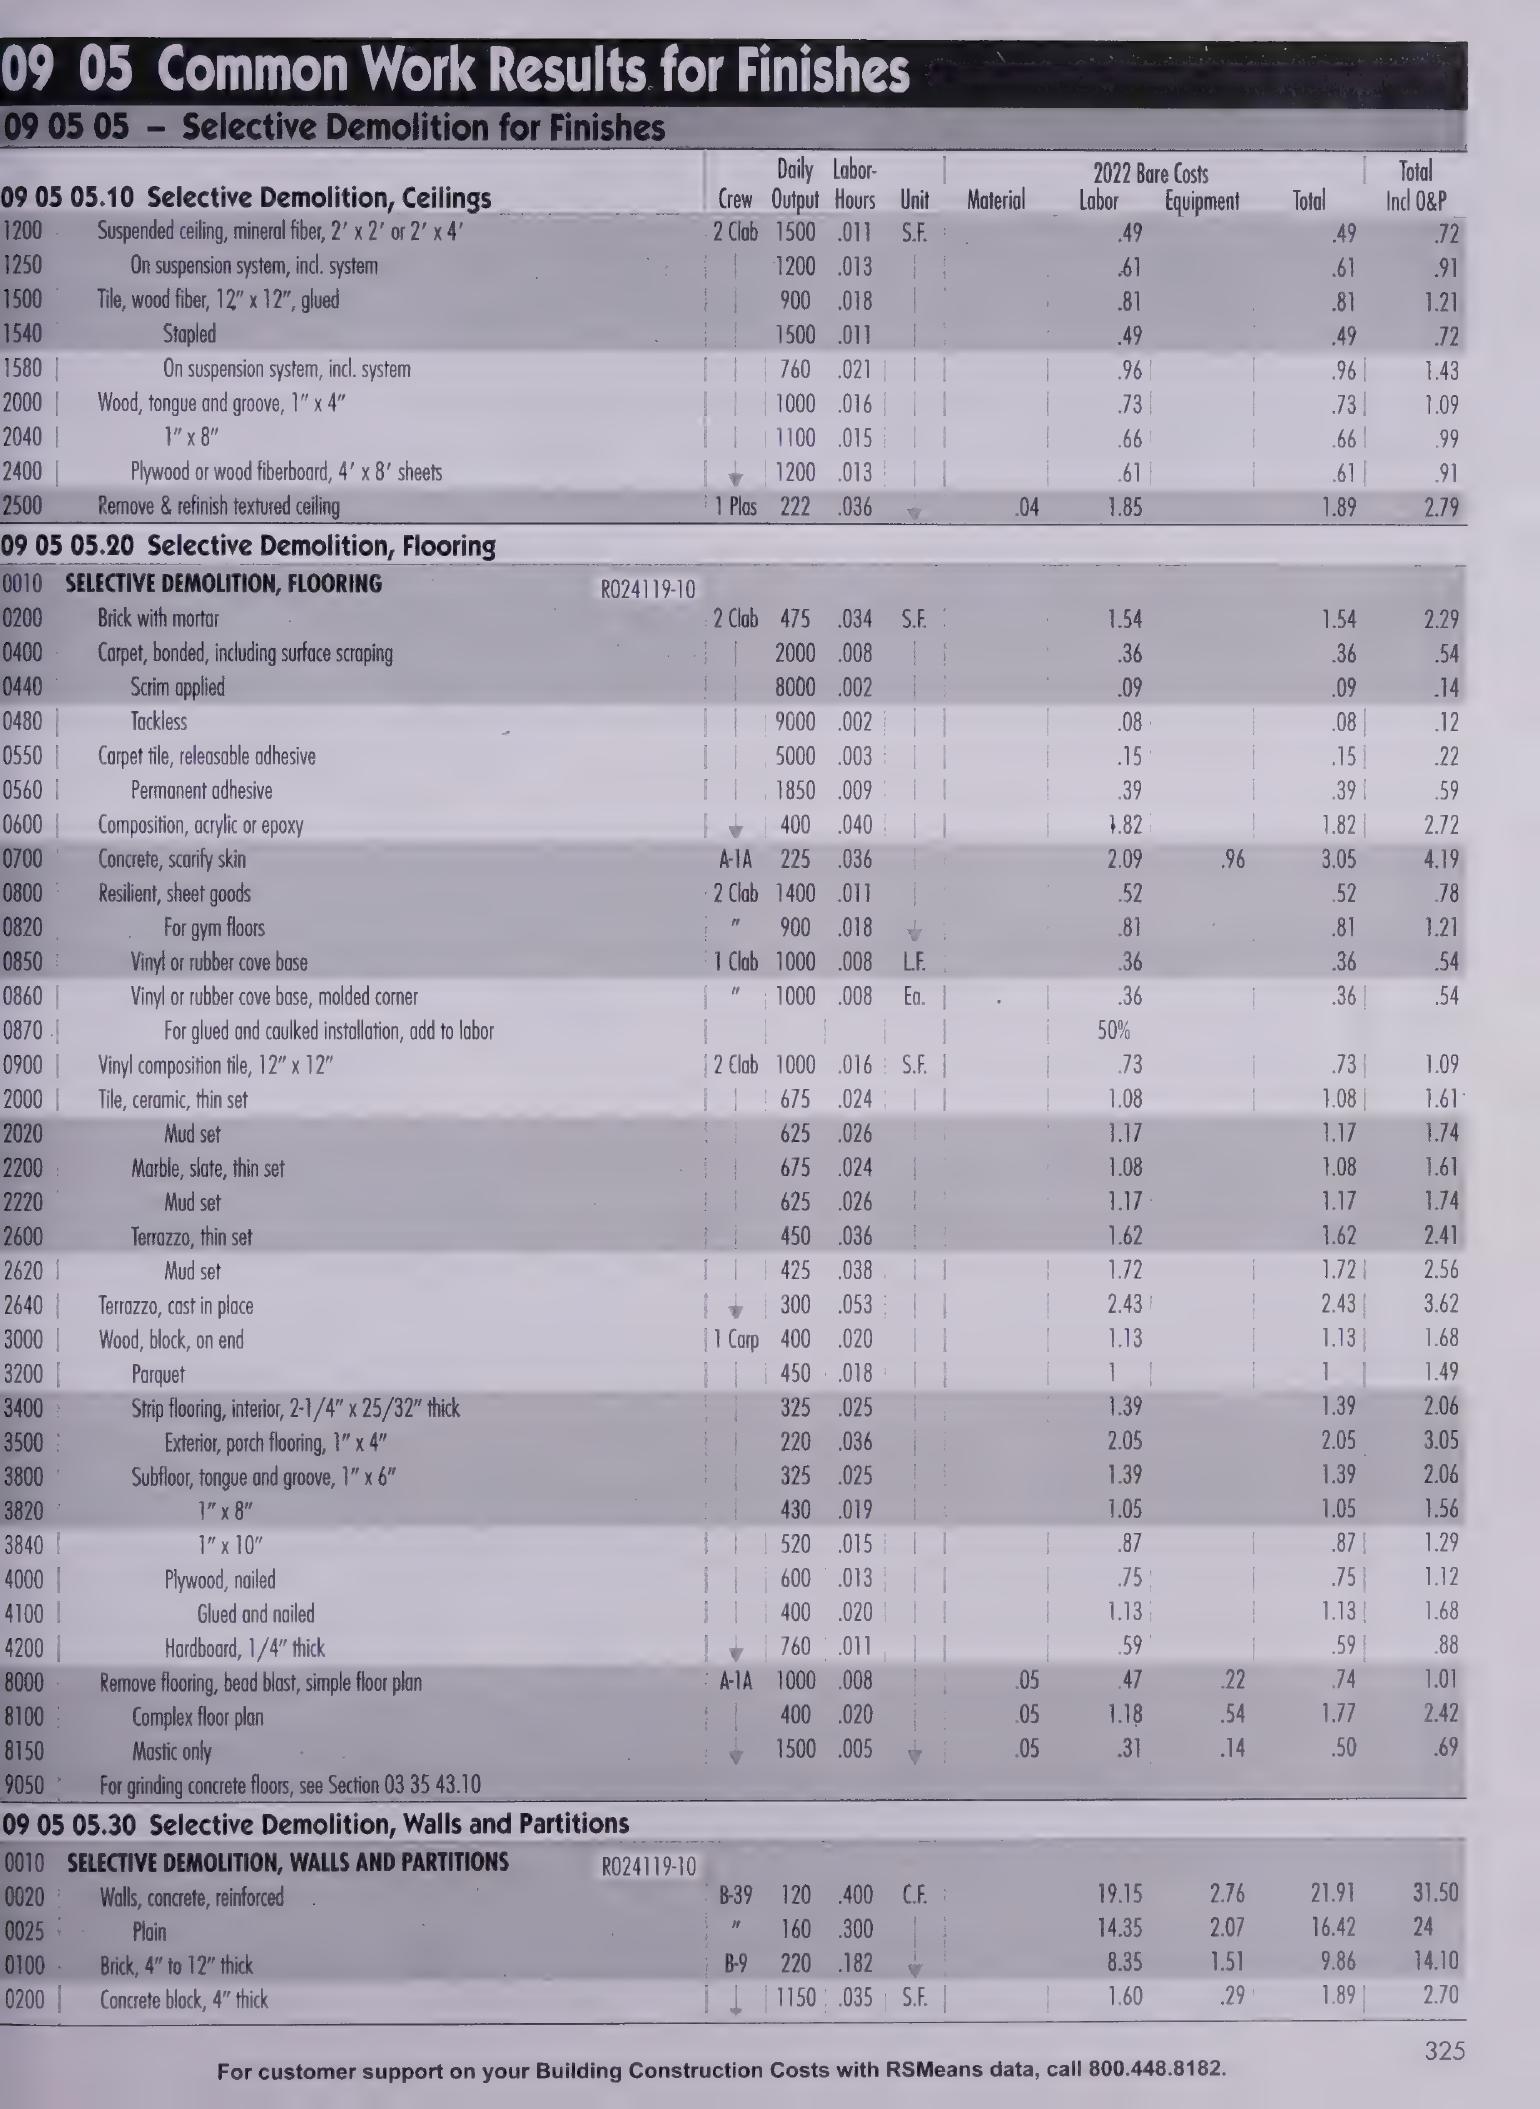 09 05 Common Work Results for Finishes
09 05 05 – Selective Demolition for Finishes
Daily Labor- 2022 Bare Costs Total
09 05 05.10 Selective Demolition, Ceilings Crew Output Hours Unit Material Labor Equipment Total Incl O&P
1200 Suspended ceiling, mineral fiber, 2' x 2' or 2' x 4' 2 Clab 1500 .011 S.F. .49 .49 .72
1250 On suspension system, incl. system 1200 .013 .61 .61 .91
1500 Tile, wood fiber, 12" x 12", glued 900 .018 .81 .81 1.21
1540 Stapled 1500 .011 .49 .49 .72
1580 On suspension system, incl. system 760 .021 .96 .96 1.43
2000 Wood, tongue and groove, 1" x 4" 1000 .016 .73 .73 1.09
2040 1" x 8" 1100 .015 .66 .66 .99
2400 Plywood or wood fiberboard, 4' x 8' sheets 1200 .013 .61 .61 .91
2500 Remove & refinish textured ceiling 1 Plas 222 .036 .04 1.85 1.89 2.79
09 05 05.20 Selective Demolition, Flooring
0010 SELECTIVE DEMOLITION, FLOORING R024119-10
0200 Brick with mortar 2 Clab 475 .034 S.F. 1.54 1.54 2.29
0400 Carpet, bonded, including surface scraping 2000 .008 .36 .36 .54
0440 Scrim applied 8000 .002 .09 .09 .14
0480 Tackless 9000 .002 .08 .08 .12
0550 Carpet tile, releasable adhesive 5000 .003 .15 .15 .22
0560 Permanent adhesive 1850 .009 .39 .39 .59
0600 Composition, acrylic or epoxy 400 .040 1.82 1.82 2.72
0700 Concrete, scarify skin A-1A 225 .036 2.09 .96 3.05 4.19
0800 Resilient, sheet goods 2 Clab 1400 .011 .52 .52 .78
0820 For gym floors " 900 .018 .81 .81 1.21
0850 Vinyl or rubber cove base 1 Clab 1000 .008 L.F. .36 .36 .54
0860 Vinyl or rubber cove base, molded corner " 1000 .008 Ea. .36 .36 .54
0870 For glued and caulked installation, add to labor 50%
0900 Vinyl composition tile, 12" x 12" 2 Clab 1000 .016 S.F. .73 .73 1.09
2000 Tile, ceramic, thin set 675 .024 1.08 1.08 1.61
2020 Mud set 625 .026 1.17 1.17 1.74
2200 Marble, slate, thin set 675 .024 1.08 1.08 1.61
2220 Mud set 625 .026 1.17 1.17 1.74
2600 Terrazzo, thin set 450 .036 1.62 1.62 2.41
2620 Mud set 425 .038 1.72 1.72 2.56
2640 Terrazzo, cast in place 300 .053 2.43 2.43 3.62
3000 Wood, block, on end 1 Carp 400 .020 1.13 1.13 1.68
3200 Parquet 450 .018 1 1 1.49
3400 Strip flooring, interior, 2-1/4" x 25/32" thick 325 .025 1.39 1.39 2.06
3500 Exterior, porch flooring, 1" x 4" 220 .036 2.05 2.05 3.05
3800 Subfloor, tongue and groove, 1" x 6" 325 .025 1.39 1.39 2.06
3820 1" x 8" 430 .019 1.05 1.05 1.56
3840 1" x 10" 520 .015 .87 .87 1.29
4000 Plywood, nailed 600 .013 .75 .75 1.12
4100 Glued and nailed 400 .020 1.13 1.13 1.68
4200 Hardboard, 1/4" thick 760 .011 .59 .59 .88
8000 Remove flooring, bead blast, simple floor plan A-1A 1000 .008 .05 .47 .22 .74 1.01
8100 Complex floor plan 400 .020 .05 1.18 .54 1.77 2.42
8150 Mastic only 1500 .005 .05 .31 .14 .50 .69
9050 For grinding concrete floors, see Section 03 35 43.10
09 05 05.30 Selective Demolition, Walls and Partitions
0010 SELECTIVE DEMOLITION, WALLS AND PARTITIONS R024119-10
0020 Walls, concrete, reinforced B-39 120 .400 C.F. 19.15 2.76 21.91 31.50
0025 Plain " 160 .300 14.35 2.07 16.42 24
0100 Brick, 4" to 12" thick B-9 220 .182 8.35 1.51 9.86 14.10
0200 Concrete block, 4" thick 1150 .035 S.F. 1.60 .29 1.89 2.70
325
For customer support on your Building Construction Costs with RSMeans data, call 800.448.8182.